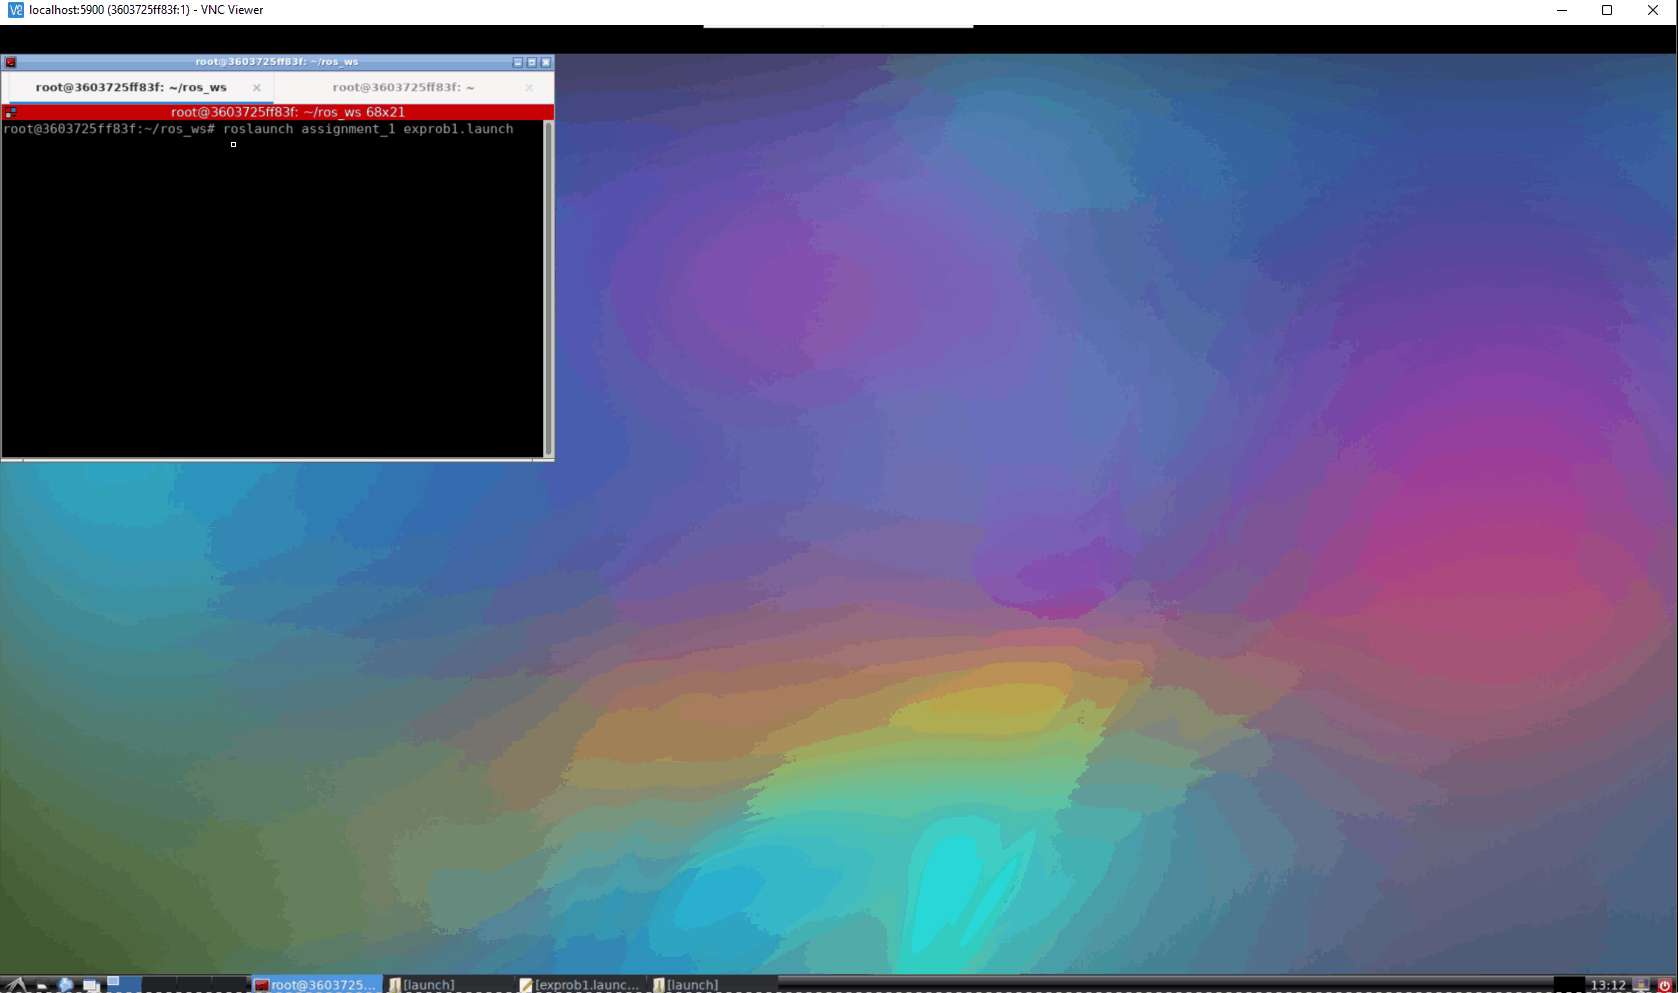 localhost:5900 (3603725ff83f:1) - VNC Viewer
root@3603725ff83f: ~/ros_ws
root@3603725ff83f: ~/ros_ws
root@3603725ff83f: ~
root@3603725ff83f: ~/ros_ws 68x21
root@3603725ff83f:~/ros_ws# roslaunch assignment_1 exprob1.launch
root@3603725...
[launch]
[exprob1.launc...
[launch]
13:12